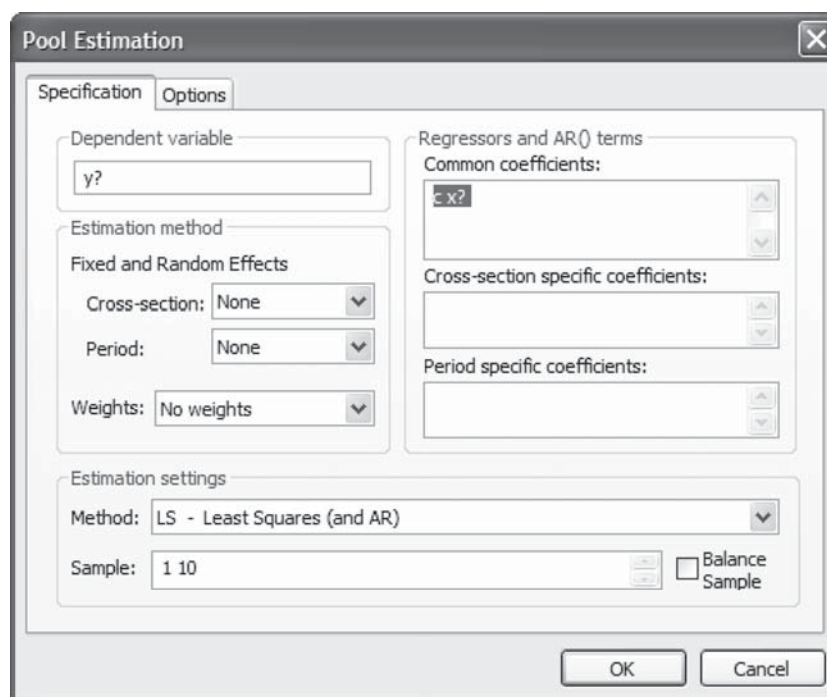 Pool Estimation
Specification
Options
Dependent variable
y?
Estimation method
Fixed and Random Effects
Cross-section: None
Period: None
Weights: No weights
Regressors and AR() terms
Common coefficients:
c x?
Cross-section specific coefficients:
Period specific coefficients:
Estimation settings
Method: LS - Least Squares (and AR)
Sample: 1 10
Balance
Sample
OK
Cancel